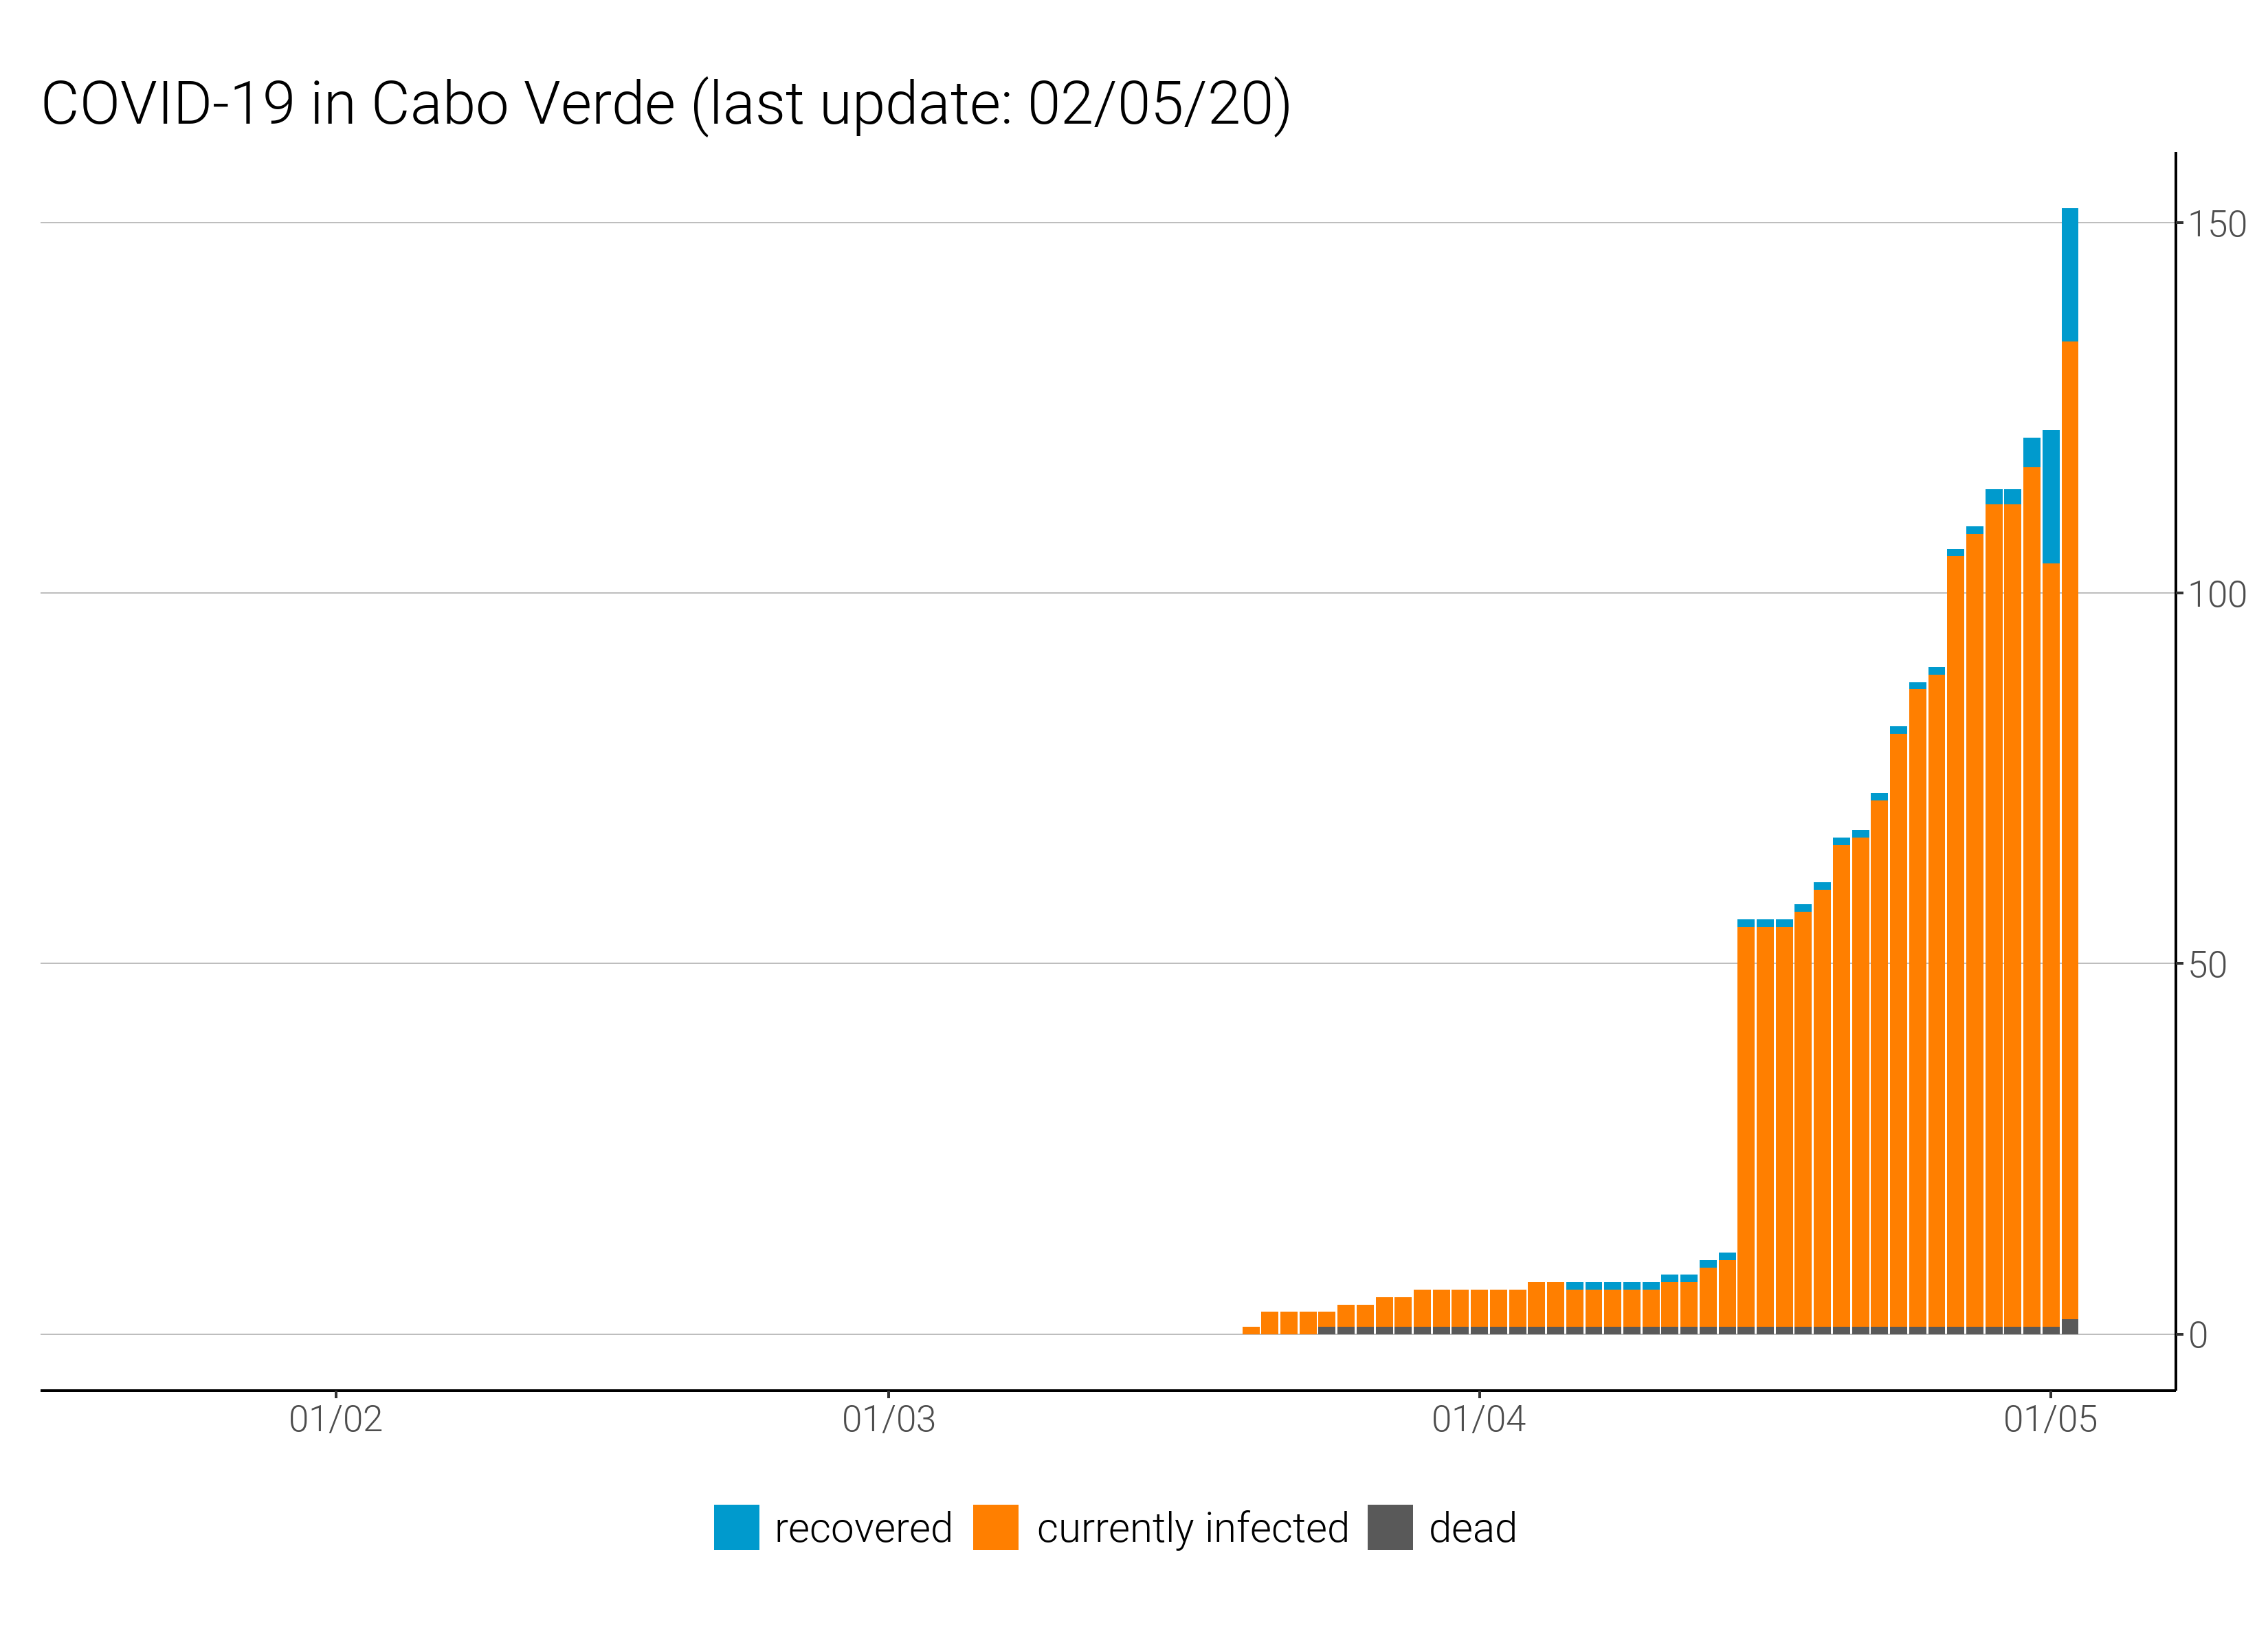 COVID-19 in Cabo Verde (last update: 02/05/20)
150
100
50
0
01/02 01/03 01/04 01/05
recovered currently infected dead